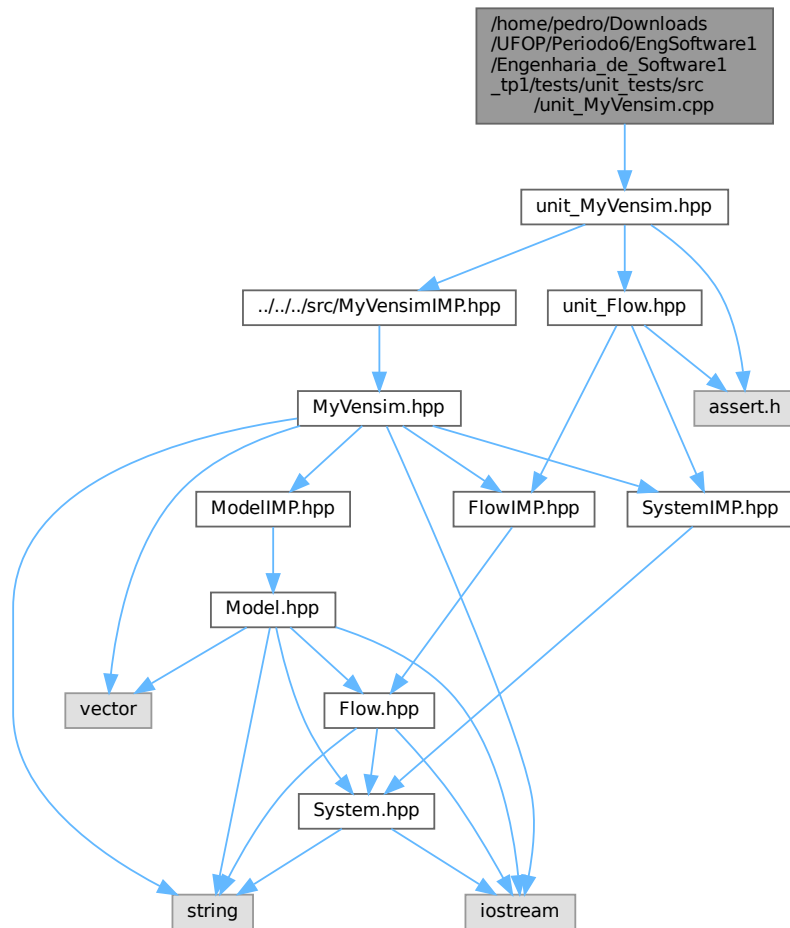 /home/pedro/Downloads
/UFOP/Periodo6/EngSoftware1
/Engenharia_de_Software1
_tp1/tests/unit_tests/src
/unit_MyVensim.cpp
unit_MyVensim.hpp
../../../src/MyVensimIMP.hpp
unit_Flow.hpp
MyVensim.hpp
assert.h
ModelIMP.hpp
FlowIMP.hpp
SystemIMP.hpp
Model.hpp
vector
Flow.hpp
System.hpp
string
iostream